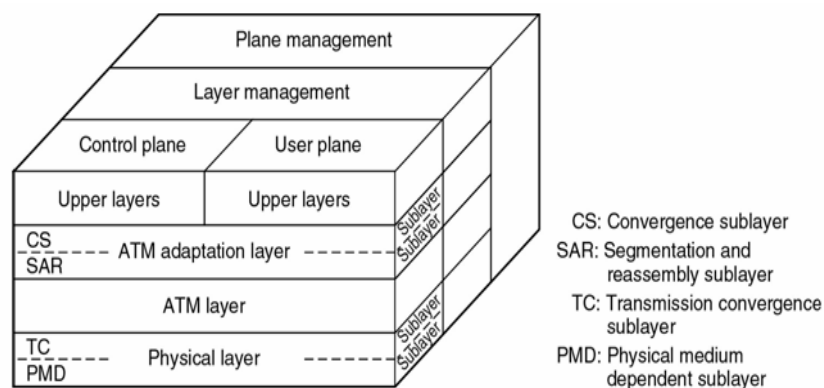 Plane management
Layer management
Control plane
User plane
Upper layers
Upper layers
Sublayer
Sublayer
CS
ATM adaptation layer
SAR
ATM layer
Sublayer
Sublayer
TC
Physical layer
PMD
CS: Convergence sublayer
SAR: Segmentation and
reassembly sublayer
TC: Transmission convergence
sublayer
PMD: Physical medium
dependent sublayer